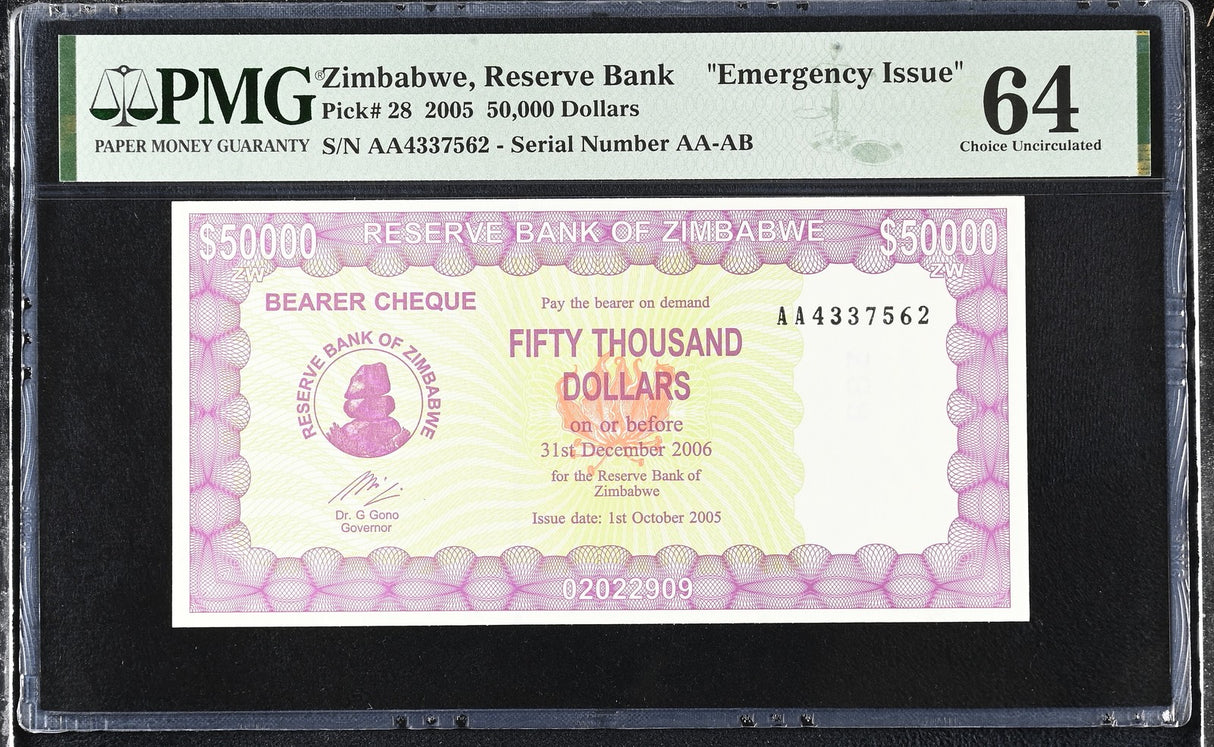 PMG®
PAPER MONEY GUARANTY
Zimbabwe, Reserve Bank "Emergency Issue"
Pick# 28 2005 50,000 Dollars
S/N AA4337562 - Serial Number AA-AB
64
Choice Uncirculated
$50000
ZW
RESERVE BANK OF ZIMBABWE
$50000
ZW
BEARER CHEQUE
Pay the bearer on demand
AA4337562
FIFTY THOUSAND
DOLLARS
RESERVE BANK OF ZIMBABWE
on or before
31st December 2006
for the Reserve Bank of
Zimbabwe
Dr. G Gono
Governor
Issue date: 1st October 2005
02022909